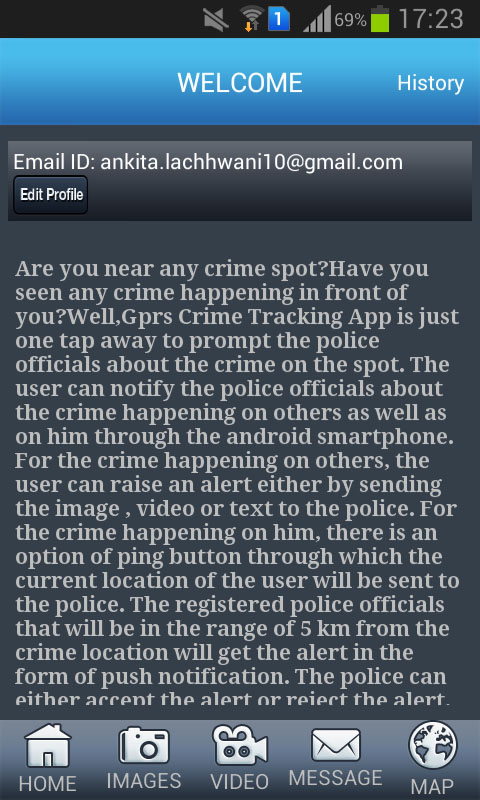 1 69% 17:23
WELCOME History
Email ID: ankita.lachhwani10@gmail.com
Edit Profile
Are you near any crime spot?Have you
seen any crime happening in front of
you?Well,Gprs Crime Tracking App is just
one tap away to prompt the police
officials about the crime on the spot. The
user can notify the police officials about
the crime happening on others as well as
on him through the android smartphone.
For the crime happening on others, the
user can raise an alert either by sending
the image , video or text to the police. For
the crime happening on him, there is an
option of ping button through which the
current location of the user will be sent to
the police. The registered police officials
that will be in the range of 5 km from the
crime location will get the alert in the
form of push notification. The police can
either accept the alert or reject the alert.
HOME IMAGES VIDEO MESSAGE MAP